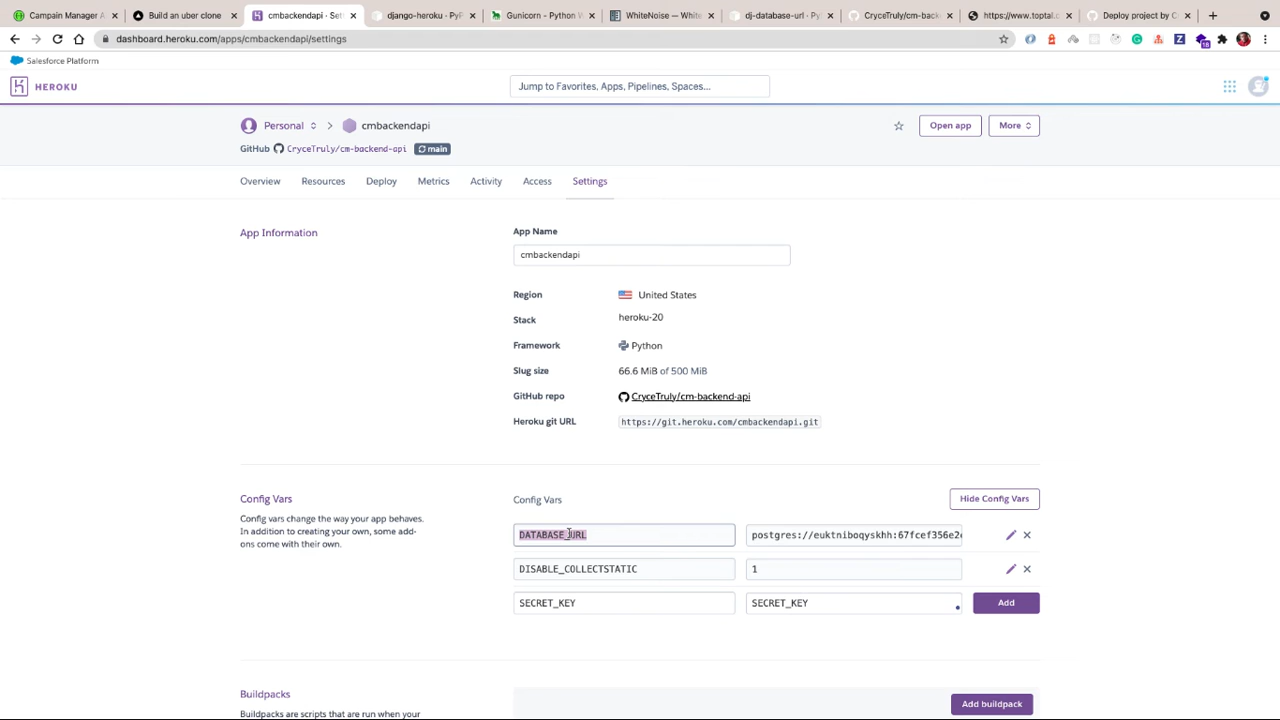 Campain Manager A
Build an uber clone
cmbackendapi · Sett
django-heroku · PyP
Gunicorn - Python W
WhiteNoise — White
dj-database-url · Py
CryceTruly/cm-back
https://www.toptal.
Deploy project by C
dashboard.heroku.com/apps/cmbackendapi/settings
18
Salesforce Platform
HEROKU
Jump to Favorites, Apps, Pipelines, Spaces...
Personal
cmbackendapi
Open app
More
GitHub CryceTruly/cm-backend-api main
Overview
Resources
Deploy
Metrics
Activity
Access
Settings
App Information
App Name
cmbackendapi
Region United States
Stack heroku-20
Framework Python
Slug size 66.6 MiB of 500 MiB
GitHub repo CryceTruly/cm-backend-api
Heroku git URL https://git.heroku.com/cmbackendapi.git
Config Vars
Config vars change the way your app behaves.
In addition to creating your own, some add-
ons come with their own.
Config Vars
Hide Config Vars
DATABASE_URL postgres://euktniboqyskhh:67fcef356e2
DISABLE_COLLECTSTATIC 1
SECRET_KEY SECRET_KEY Add
Buildpacks
Buildpacks are scripts that are run when your
Add buildpack